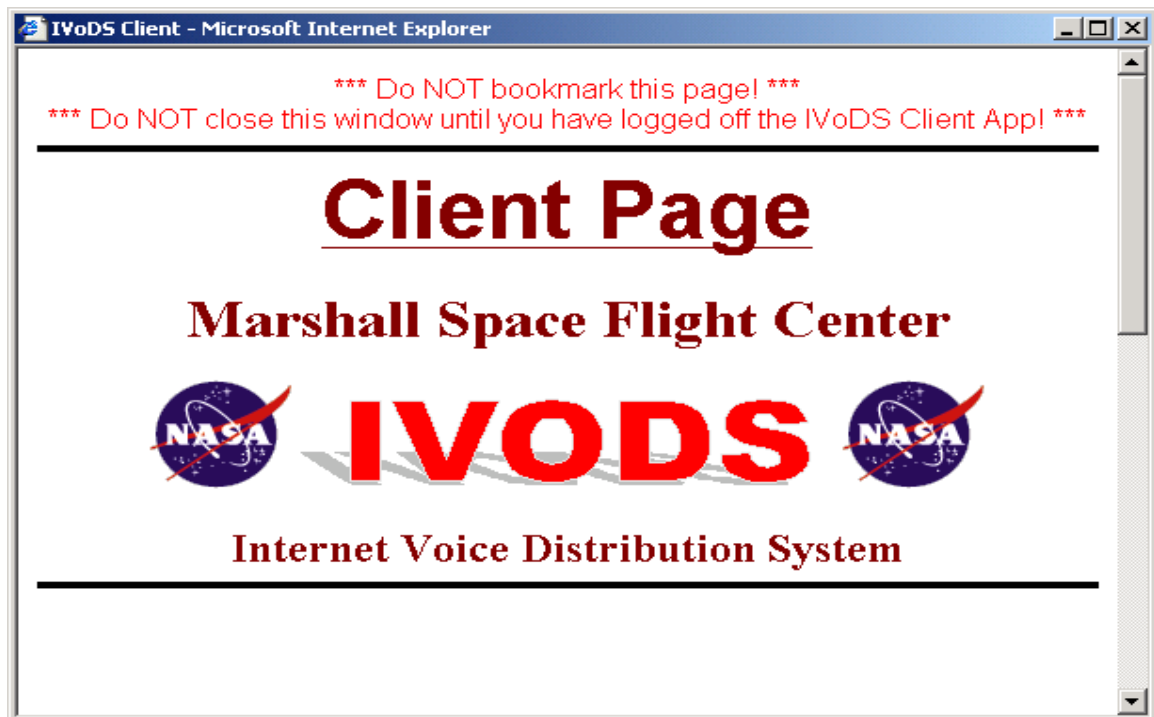 IVoDS Client - Microsoft Internet Explorer
*** Do NOT bookmark this page! ***
*** Do NOT close this window until you have logged off the IVoDS Client App! ***
Client Page
Marshall Space Flight Center
NASA IVODS NASA
Internet Voice Distribution System